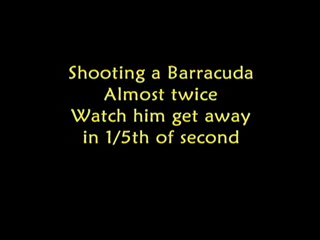 Shooting a Barracuda
Almost twice
Watch him get away
in 1/5th of second